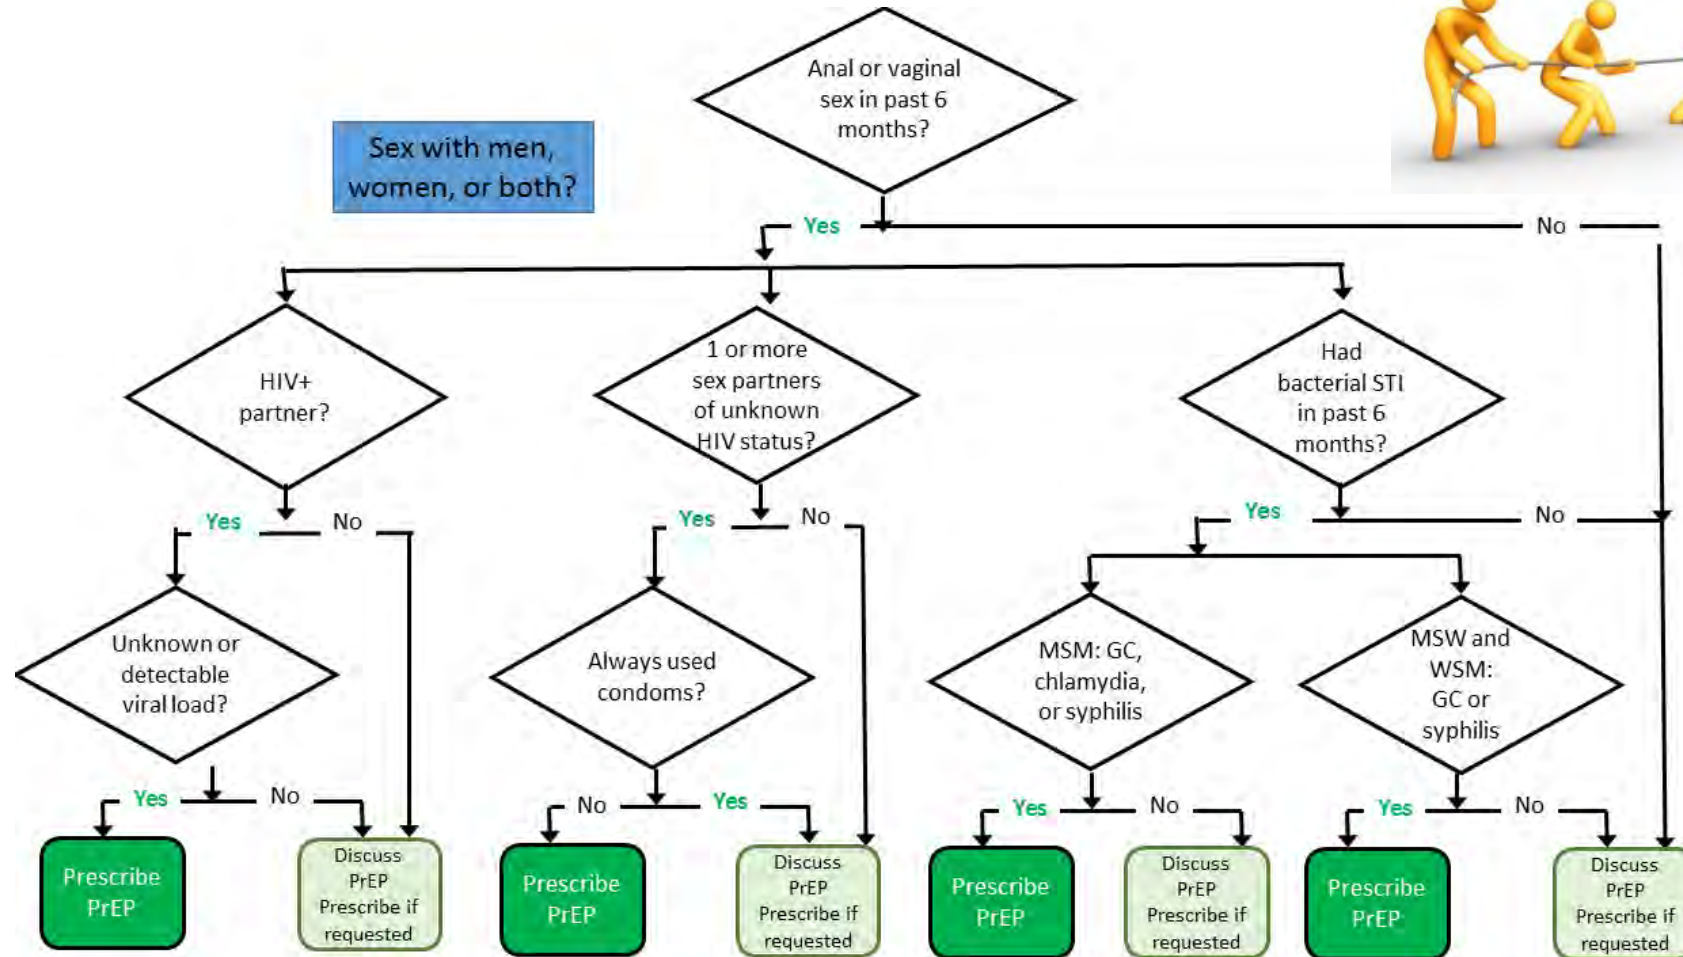 Anal or vaginal
sex in past 6
months?
Sex with men,
women, or both?
Yes
No
HIV+
partner?
1 or more
sex partners
of unknown
HIV status?
Had
bacterial STI
in past 6
months?
Yes
No
Yes
No
Yes
No
Unknown or
detectable
viral load?
Always used
condoms?
MSM: GC,
chlamydia,
or syphilis
MSW and
WSM:
GC or
syphilis
Yes
No
No
Yes
Yes
No
Yes
No
Prescribe
PrEP
Discuss
PrEP
Prescribe if
requested
Prescribe
PrEP
Discuss
PrEP
Prescribe if
requested
Prescribe
PrEP
Discuss
PrEP
Prescribe if
requested
Prescribe
PrEP
Discuss
PrEP
Prescribe if
requested